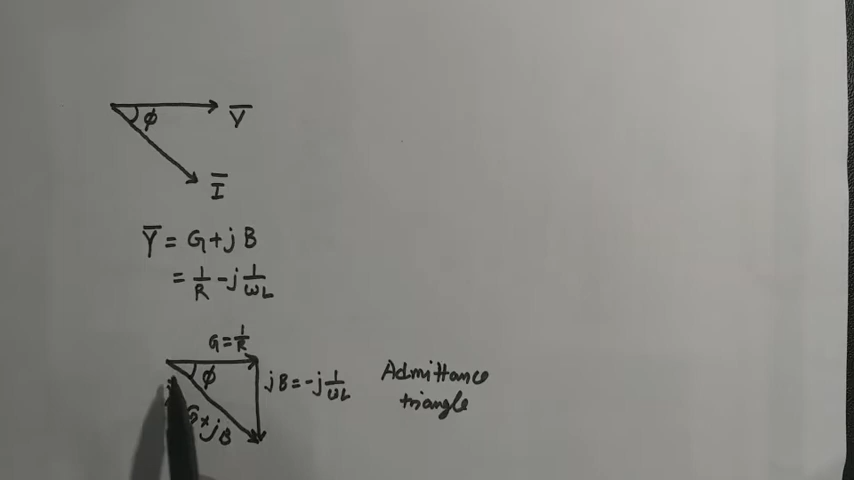 ϕ V̅
I̅
Y̅ = G+jB
= 1/R - j 1/ωL
G = 1/R
ϕ jB = -j 1/ωL Admittance
triangle
G+jB